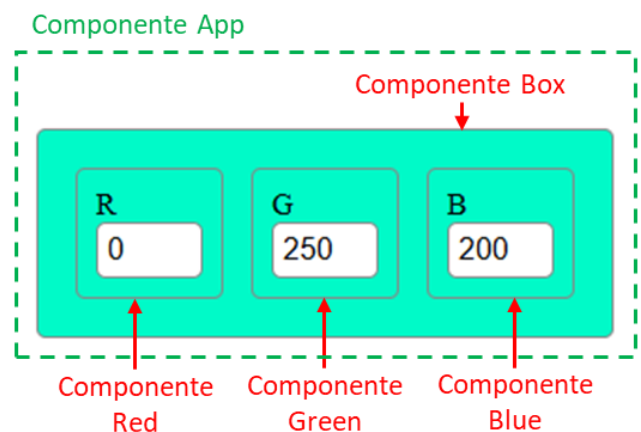 Componente App
Componente Box
R
G
B
0
250
200
Componente
Red
Componente
Green
Componente
Blue